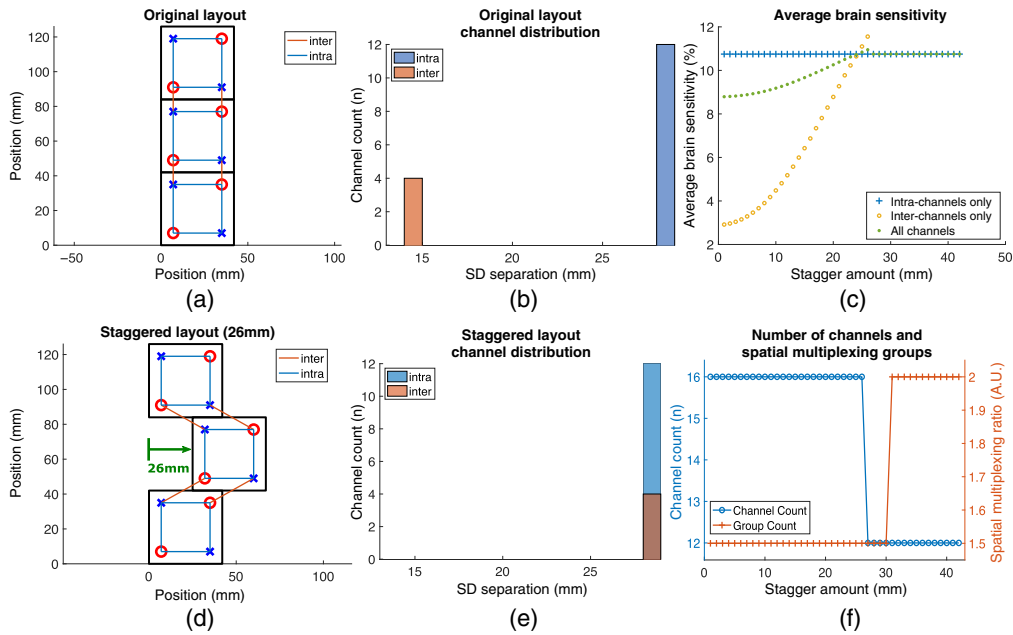 Original layout
Position (mm)
120
100
80
60
40
20
0
-50
0
50
100
Position (mm)
inter
intra
(a)
Original layout
channel distribution
Channel count (n)
12
10
8
6
4
2
0
15
20
25
SD separation (mm)
intra
inter
(b)
Average brain sensitivity
Average brain sensitivity (%)
12
10
8
6
4
2
0
10
20
30
40
50
Stagger amount (mm)
Intra-channels only
Inter-channels only
All channels
(c)
Staggered layout (26mm)
Position (mm)
120
100
80
60
40
20
0
0
50
100
Position (mm)
inter
intra
26mm
(d)
Staggered layout
channel distribution
Channel count (n)
12
10
8
6
4
2
0
15
20
25
SD separation (mm)
intra
inter
(e)
Number of channels and
spatial multiplexing groups
Channel count (n)
16
15
14
13
12
0
10
20
30
40
Stagger amount (mm)
2
1.9
1.8
1.7
1.6
1.5
Spatial multiplexing ratio (A.U.)
Channel Count
Group Count
(f)